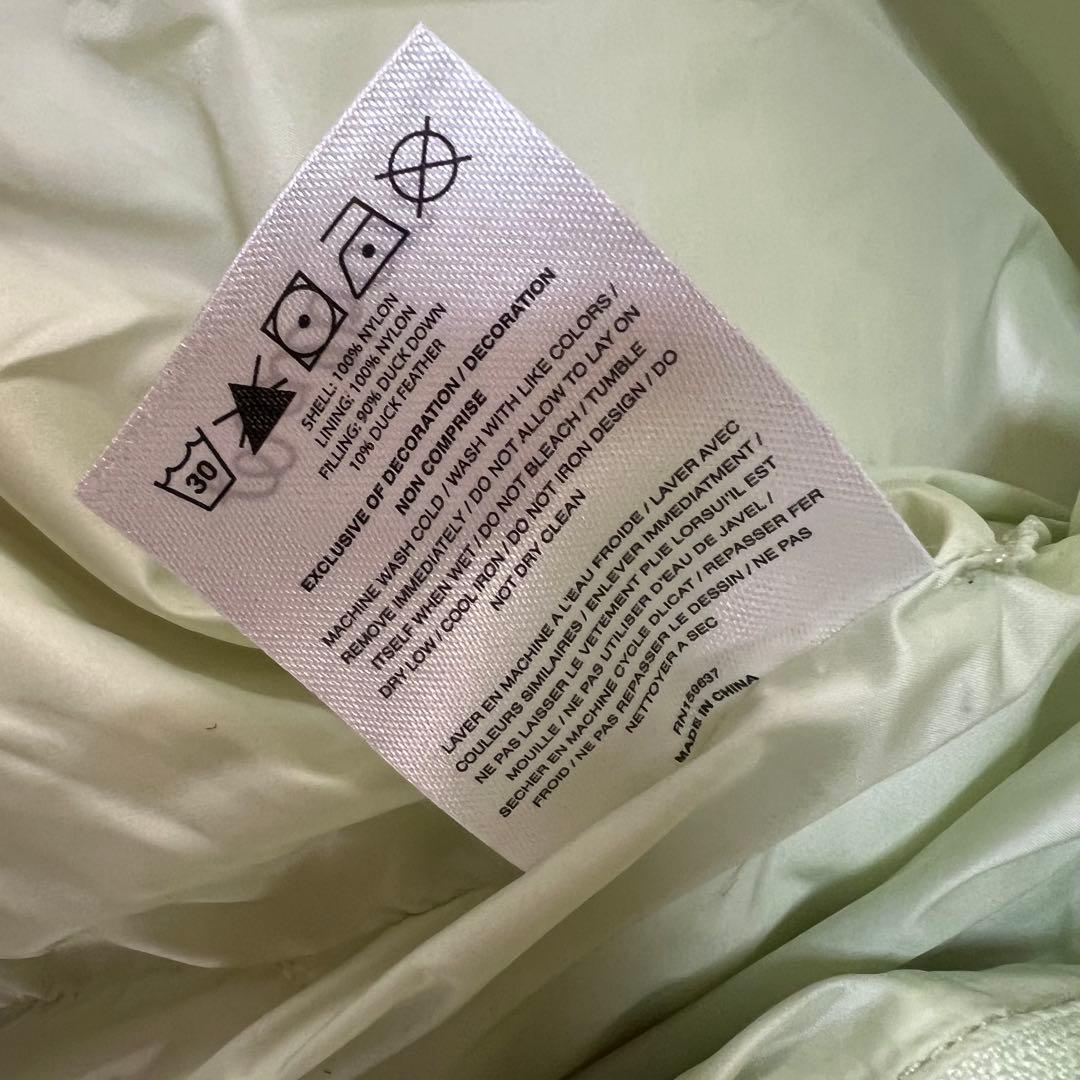 30
SHELL: 100% NYLON
LINING: 100% NYLON
FILLING: 90% DUCK DOWN
10% DUCK FEATHER
EXCLUSIVE OF DECORATION / DECORATION
NON COMPRISE
MACHINE WASH COLD / WASH WITH LIKE COLORS /
REMOVE IMMEDIATELY / DO NOT ALLOW TO LAY ON
ITSELF WHEN WET / DO NOT BLEACH / TUMBLE
DRY LOW / COOL IRON / DO NOT IRON DESIGN / DO
NOT DRY CLEAN
LAVER EN MACHINE A L'EAU FROIDE / LAVER AVEC
COULEURS SIMILAIRES / ENLEVER IMMEDIATMENT /
NE PAS LAISSER LE VETEMENT PLIE LORSUI'IL EST
MOUILLE / NE PAS UTILISER D'EAU DE JAVEL /
SECHER EN MACHINE CYCLE DELICAT / REPASSER FER
FROID / NE PAS REPASSER LE DESSIN / NE PAS
NETTOYER A SEC
RN150637
MADE IN CHINA